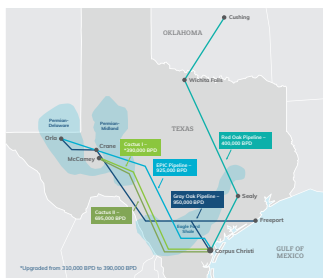 Cushing
OKLAHOMA
Wichita Falls
Permian-
Delaware
Permian-
Midland
TEXAS
Orla
Crane
McCamey
Cactus I –
*390,000 BPD
Red Oak Pipeline –
400,000 BPD
EPIC Pipeline –
925,000 BPD
Gray Oak Pipeline –
950,000 BPD
Sealy
Cactus II –
685,000 BPD
Freeport
Eagle Ford
Shale
Corpus Christi
GULF OF
MEXICO
*Upgraded from 310,000 BPD to 390,000 BPD